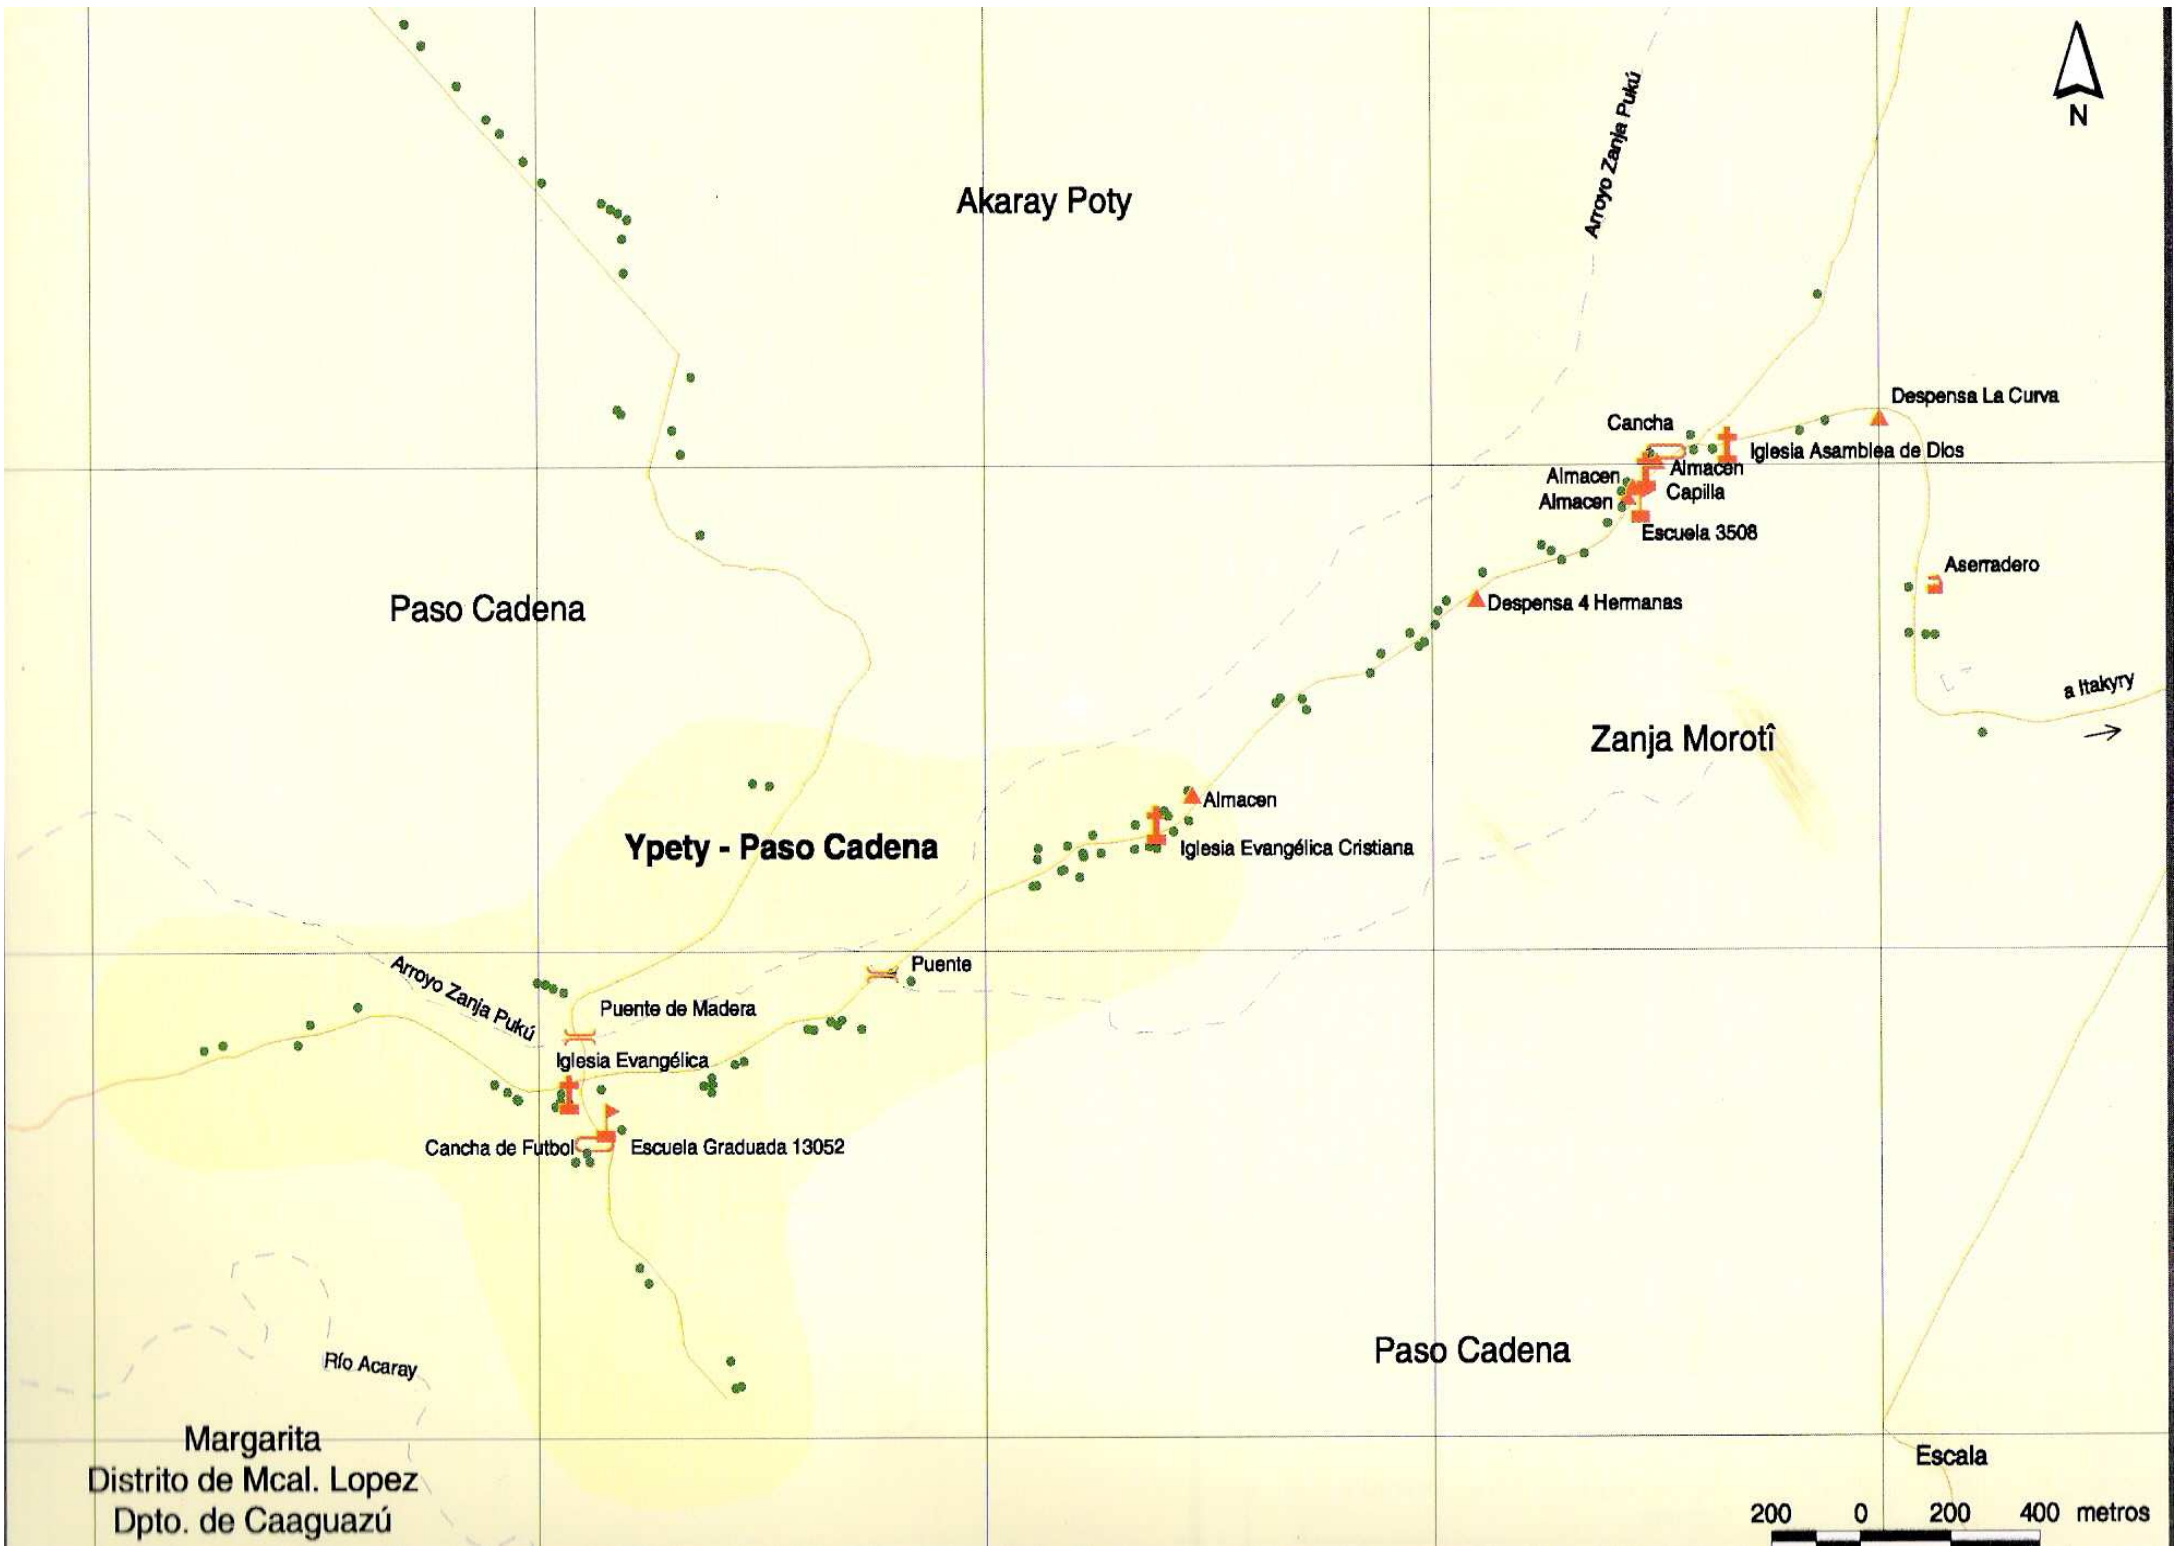 N
Arroyo Zanja Pukú
Akaray Poty
Despensa La Curva
Cancha
Iglesia Asamblea de Dios
Almacen
Almacen
Capilla
Almacen
Escuela 3508
Aserradero
Paso Cadena
Despensa 4 Hermanas
a Itakyry
Zanja Morotî
Almacen
Ypety - Paso Cadena
Iglesia Evangélica Cristiana
Puente
Arroyo Zanja Pukú
Puente de Madera
Iglesia Evangélica
Cancha de Futbol
Escuela Graduada 13052
Paso Cadena
Río Acaray
Margarita
Distrito de Mcal. Lopez
Dpto. de Caaguazú
Escala
200 0 200 400 metros